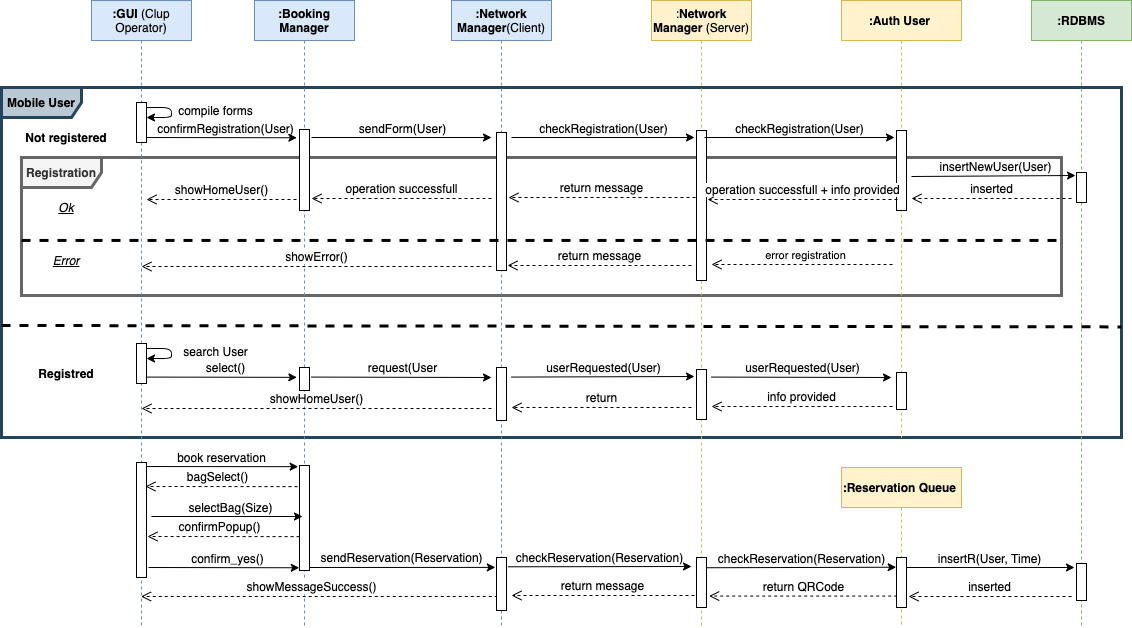 :GUI (Clup
Operator)
:Booking
Manager
:Network
Manager(Client)
:Network
Manager (Server)
:Auth User
:RDBMS
Mobile User
compile forms
Not registered
confirmRegistration(User)
sendForm(User)
checkRegistration(User)
checkRegistration(User)
Registration
insertNewUser(User)
showHomeUser()
operation successfull
return message
operation successfull + info provided
inserted
Ok
Error
showError()
return message
error registration
search User
Registred
select()
request(User
userRequested(User)
userRequested(User)
showHomeUser()
return
info provided
book reservation
bagSelect()
:Reservation Queue
selectBag(Size)
confirmPopup()
confirm_yes()
sendReservation(Reservation)
checkReservation(Reservation)
checkReservation(Reservation)
insertR(User, Time)
showMessageSuccess()
return message
return QRCode
inserted